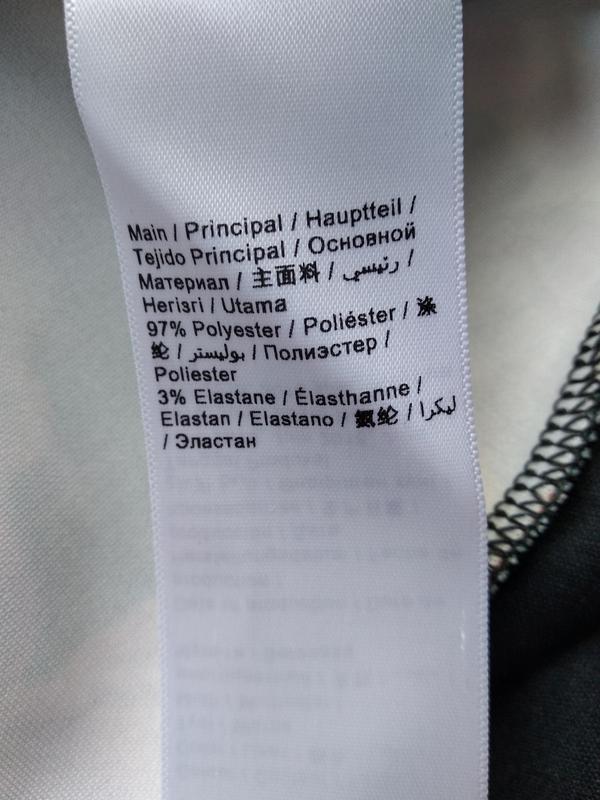 Main / Principal / Hauptteil /
Tejido Principal / Основной
Материал / 主面料 / رئيسي /
Herisri / Utama
97% Polyester / Poliéster / 涤
纶 / بوليستر / Полиэстер /
Poliester
3% Elastane / Élasthanne /
Elastan / Elastano / 氨纶 / ليكرا
/ Эластан